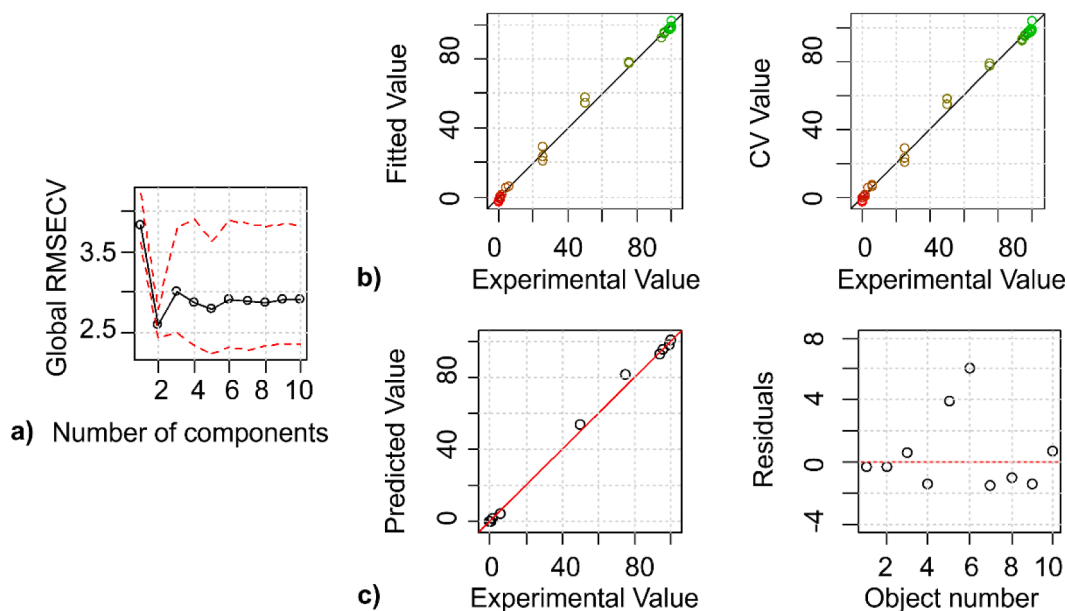 Global RMSECV
3.5
2.5
2 4 6 8 10
a) Number of components
Fitted Value
80
40
0
0 40 80
b) Experimental Value
CV Value
80
40
0
0 40 80
Experimental Value
Predicted Value
80
40
0
0 40 80
c) Experimental Value
Residuals
8
4
0
-4
2 4 6 8 10
Object number